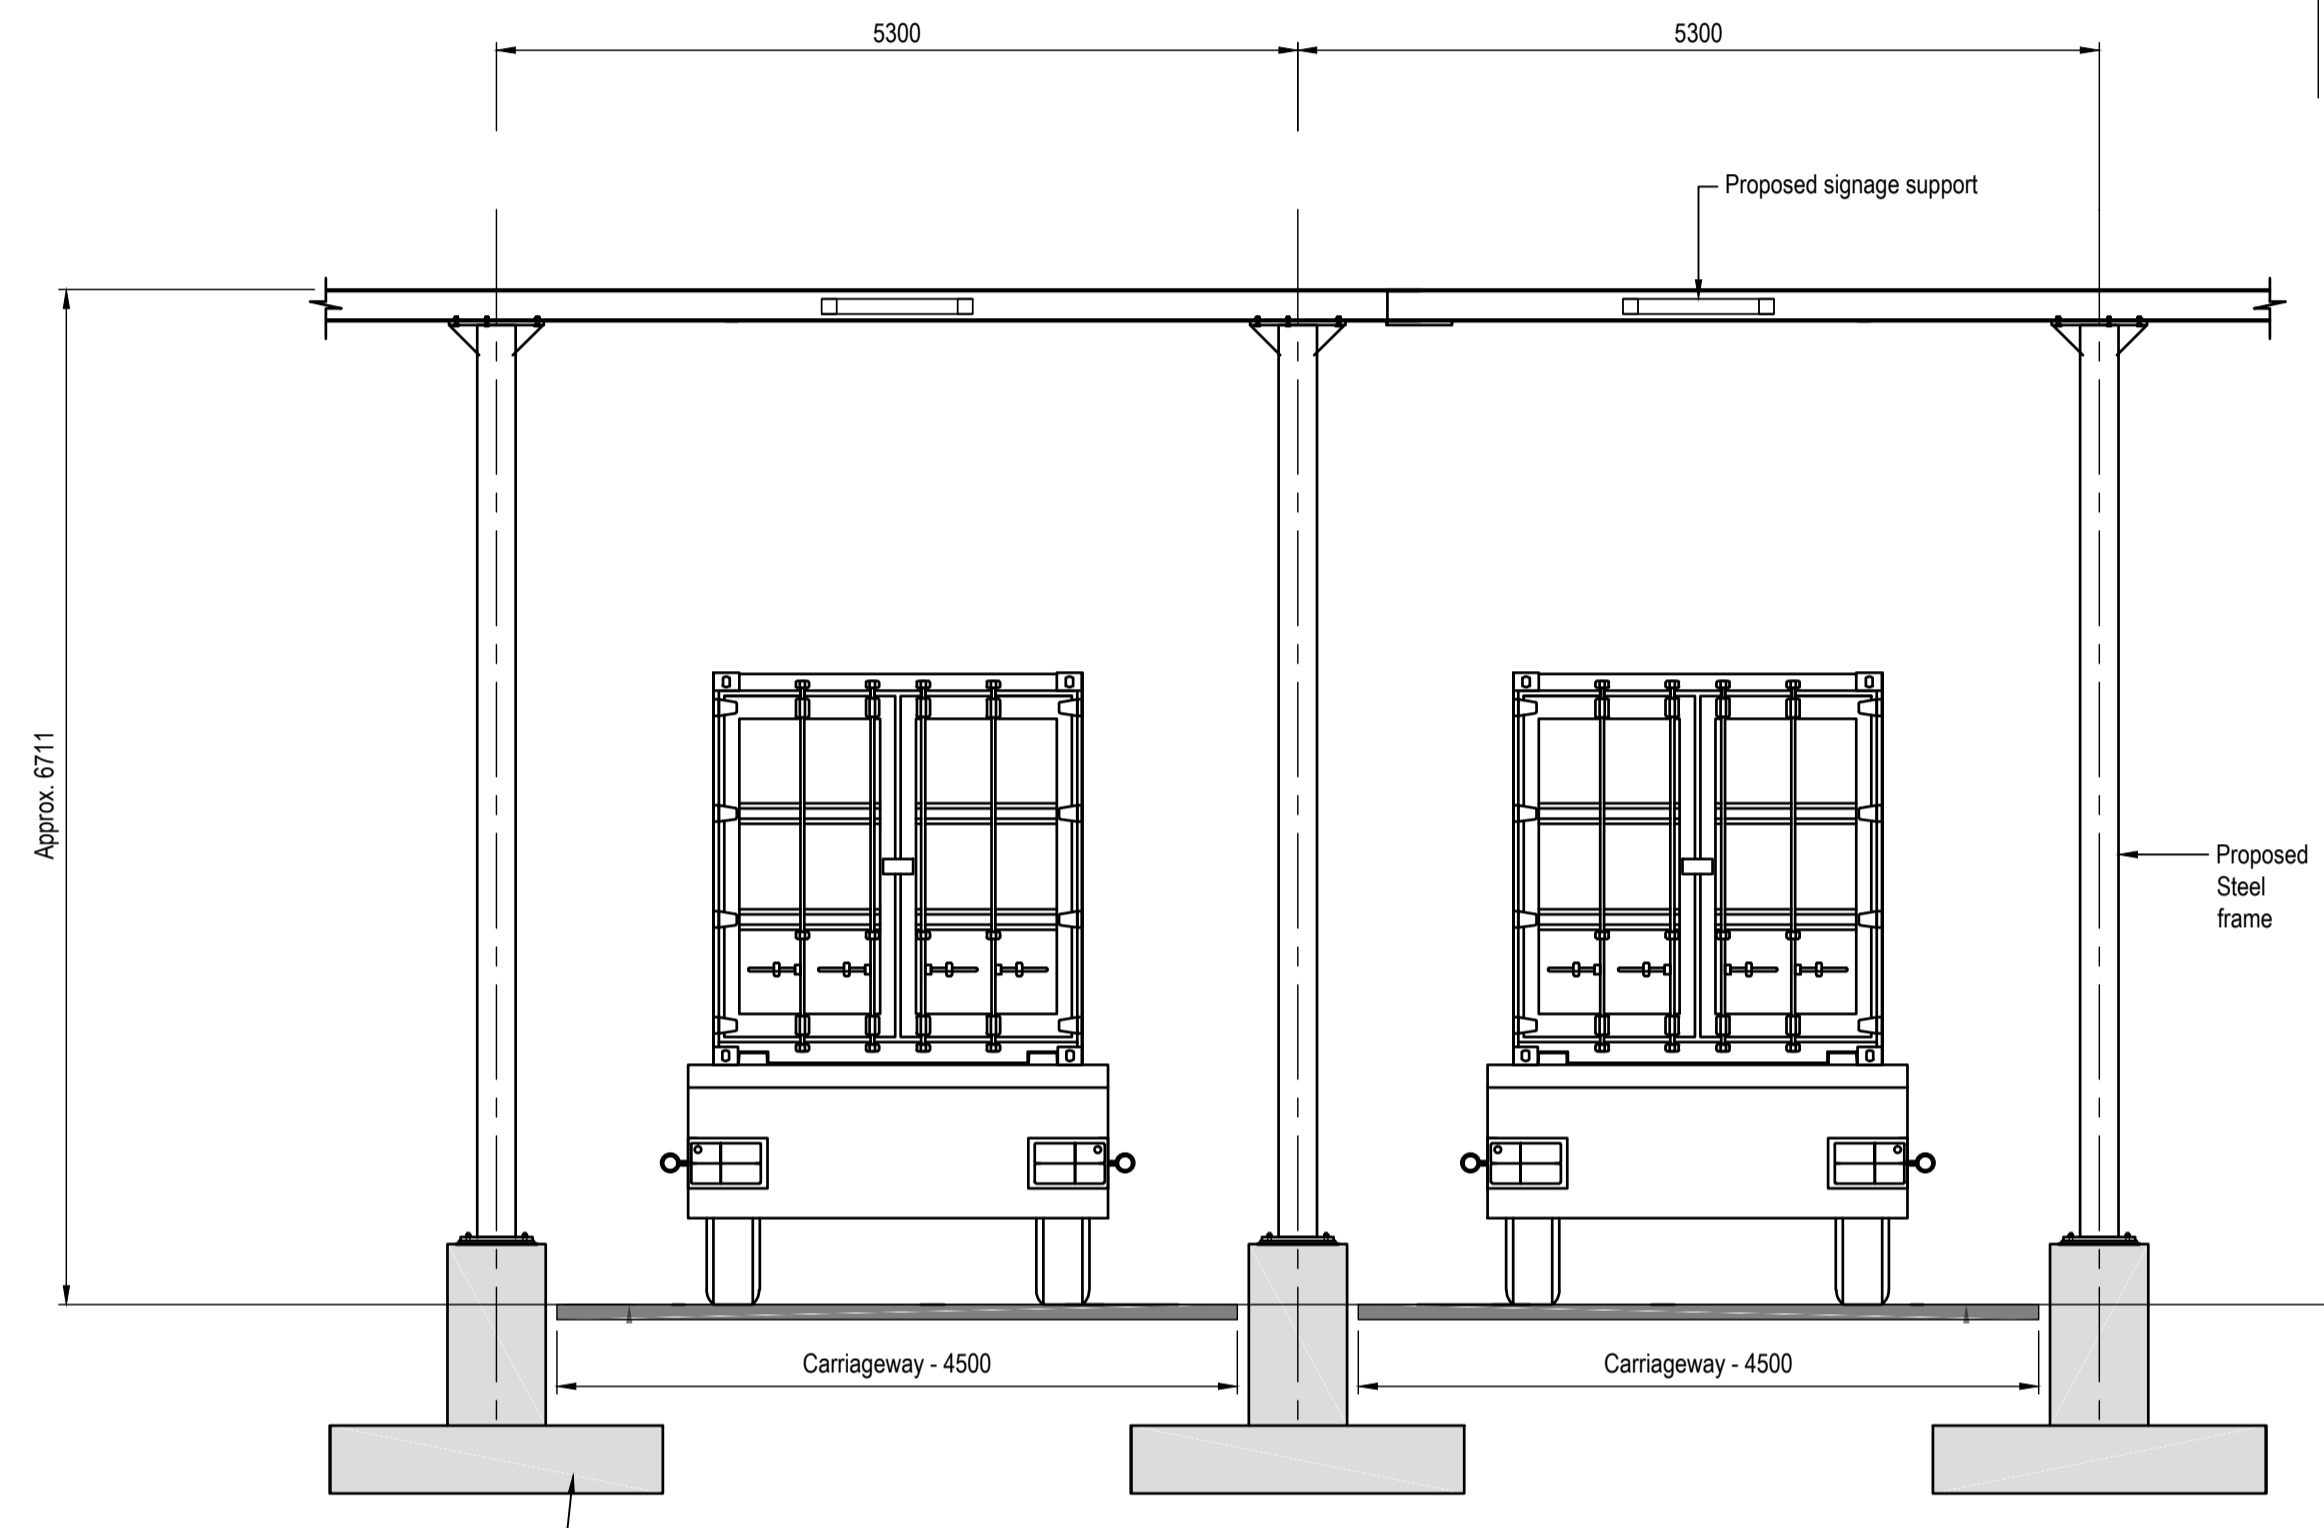 5300
5300
Proposed signage support
Approx. 6711
Proposed
Steel
frame
Carriageway - 4500
Carriageway - 4500